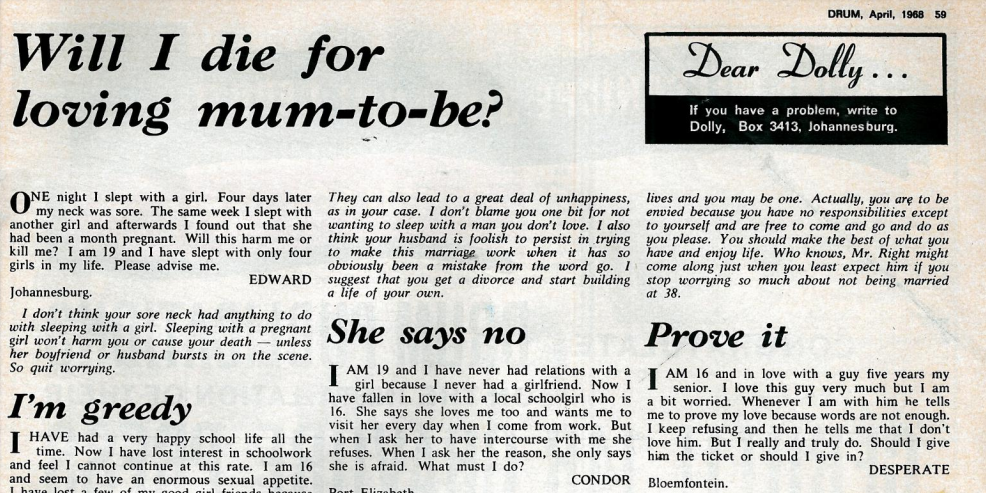 DRUM, April, 1968 59
Will I die for
loving mum-to-be?
Dear Dolly...
If you have a problem, write to
Dolly, Box 3413, Johannesburg.
ONE night I slept with a girl. Four days later
my neck was sore. The same week I slept with
another girl and afterwards I found out that she
had been a month pregnant. Will this harm me or
kill me? I am 19 and I have slept with only four
girls in my life. Please advise me.
EDWARD
Johannesburg.
I don't think your sore neck had anything to do
with sleeping with a girl. Sleeping with a pregnant
girl won't harm you or cause your death — unless
her boyfriend or husband bursts in on the scene.
So quit worrying.
I'm greedy
I HAVE had a very happy school life all the
time. Now I have lost interest in schoolwork
and feel I cannot continue at this rate. I am 16
and seem to have an enormous sexual appetite.
I have lost a few of my good girl friends because
They can also lead to a great deal of unhappiness,
as in your case. I don't blame you one bit for not
wanting to sleep with a man you don't love. I also
think your husband is foolish to persist in trying
to make this marriage work when it has so
obviously been a mistake from the word go. I
suggest that you get a divorce and start building
a life of your own.
She says no
I AM 19 and I have never had relations with a
girl because I never had a girlfriend. Now I
have fallen in love with a local schoolgirl who is
16. She says she loves me too and wants me to
visit her every day when I come from work. But
when I ask her to have intercourse with me she
refuses. When I ask her the reason, she only says
she is afraid. What must I do?
CONDOR
Port Elizabeth.
lives and you may be one. Actually, you are to be
envied because you have no responsibilities except
to yourself and are free to come and go and do as
you please. You should make the best of what you
have and enjoy life. Who knows, Mr. Right might
come along just when you least expect him if you
stop worrying so much about not being married
at 38.
Prove it
I AM 16 and in love with a guy five years my
senior. I love this guy very much but I am
a bit worried. Whenever I am with him he tells
me to prove my love because words are not enough.
I keep refusing and then he tells me that I don't
love him. But I really and truly do. Should I give
him the ticket or should I give in?
DESPERATE
Bloemfontein.